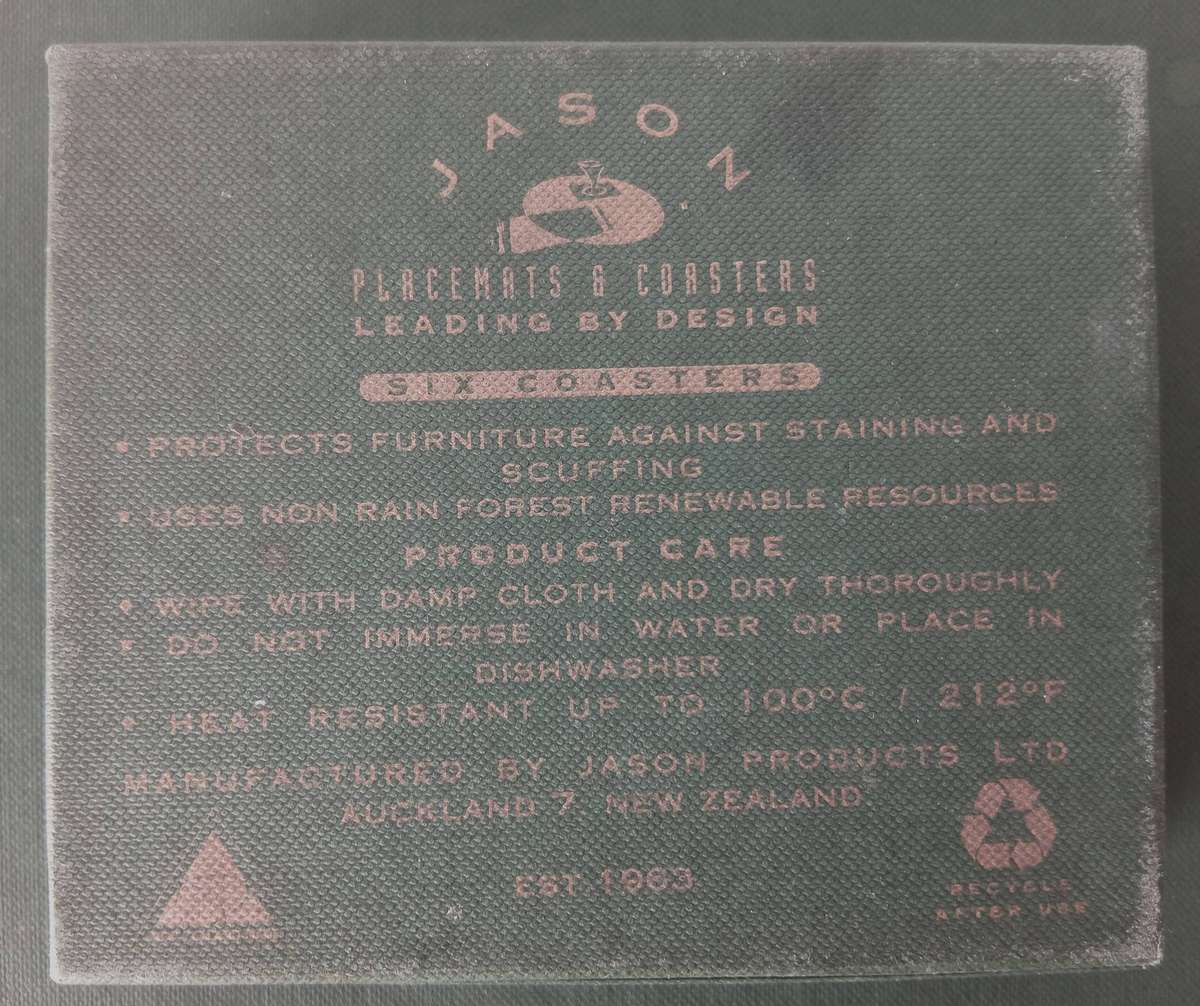 JASON
PLACEMATS & COASTERS
LEADING BY DESIGN
SIX COASTERS
• PROTECTS FURNITURE AGAINST STAINING AND
SCUFFING
• USES NON RAIN FOREST RENEWABLE RESOURCES
PRODUCT CARE
• WIPE WITH DAMP CLOTH AND DRY THOROUGHLY
• DO NOT IMMERSE IN WATER OR PLACE IN
DISHWASHER
• HEAT RESISTANT UP TO 100°C / 212°F
MANUFACTURED BY JASON PRODUCTS LTD
AUCKLAND 7 NEW ZEALAND
EST
RECYCLE
AFTER USE